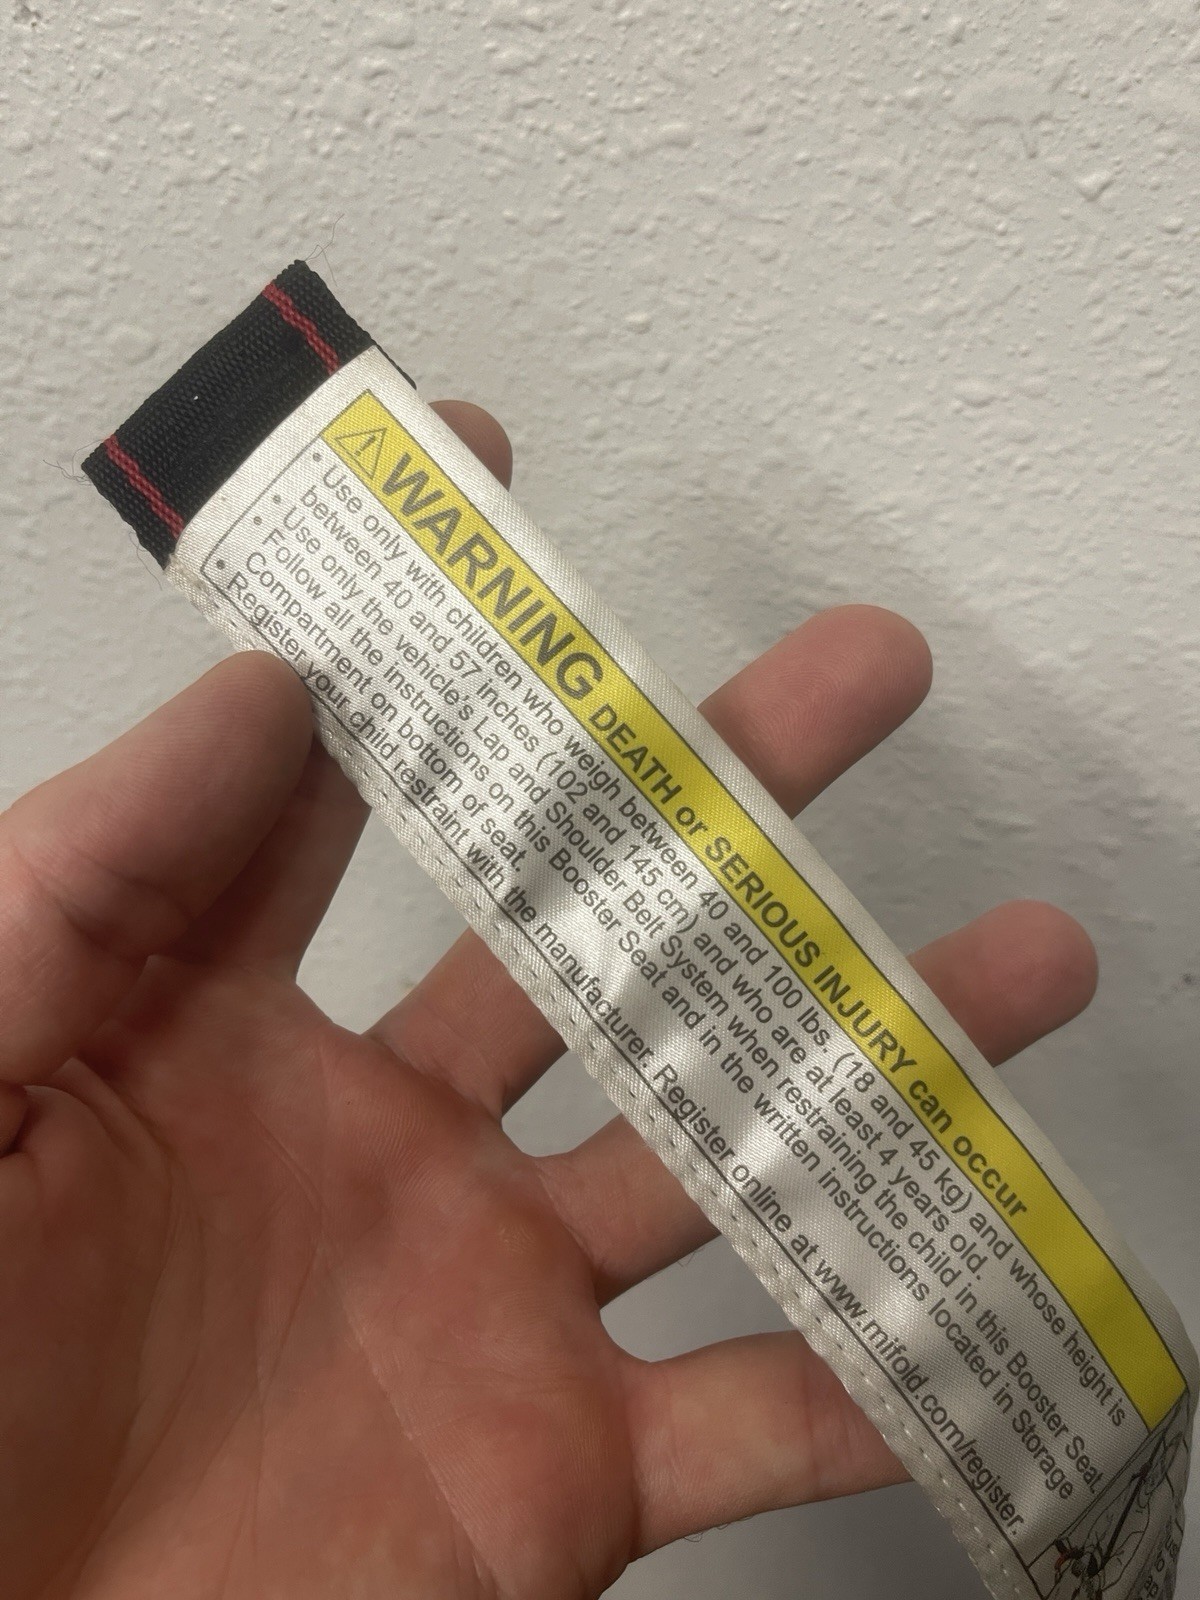 ⚠ WARNING DEATH or SERIOUS INJURY can occur
• Use only with children who weigh between 40 and 100 lbs. (18 and 45 kg) and whose height is
between 40 and 57 inches (102 and 145 cm) and who are at least 4 years old.
• Use only the vehicle's Lap and Shoulder Belt System when restraining the child in this Booster Seat.
• Follow all the instructions on this Booster Seat and in the written instructions located in Storage
Compartment on bottom of seat.
• Register your child restraint with the manufacturer. Register online at www.mifold.com/register.